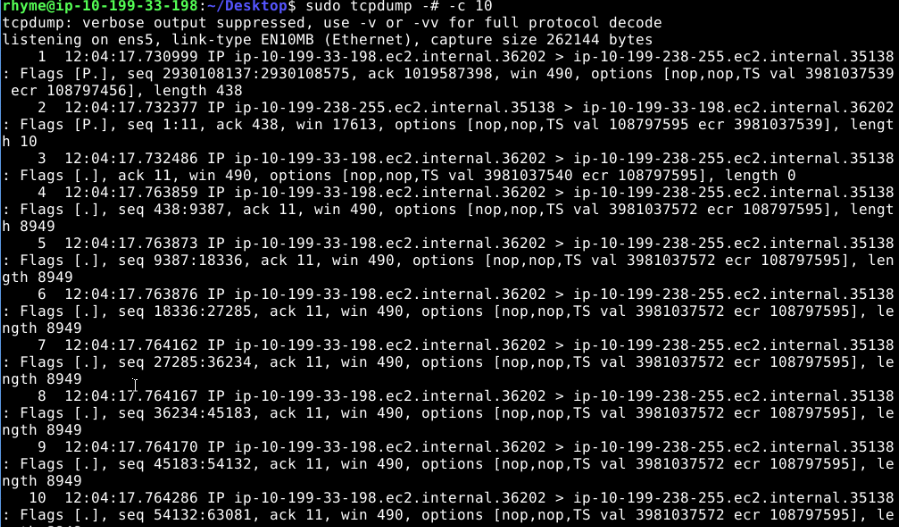 rhyme@ip-10-199-33-198:~/Desktop$ sudo tcpdump -# -c 10
tcpdump: verbose output suppressed, use -v or -vv for full protocol decode
listening on ens5, link-type EN10MB (Ethernet), capture size 262144 bytes
    1  12:04:17.730999 IP ip-10-199-33-198.ec2.internal.36202 > ip-10-199-238-255.ec2.internal.35138
: Flags [P.], seq 2930108137:2930108575, ack 1019587398, win 490, options [nop,nop,TS val 3981037539
 ecr 108797456], length 438
    2  12:04:17.732377 IP ip-10-199-238-255.ec2.internal.35138 > ip-10-199-33-198.ec2.internal.36202
: Flags [P.], seq 1:11, ack 438, win 17613, options [nop,nop,TS val 108797595 ecr 3981037539], lengt
h 10
    3  12:04:17.732486 IP ip-10-199-33-198.ec2.internal.36202 > ip-10-199-238-255.ec2.internal.35138
: Flags [.], ack 11, win 490, options [nop,nop,TS val 3981037540 ecr 108797595], length 0
    4  12:04:17.763859 IP ip-10-199-33-198.ec2.internal.36202 > ip-10-199-238-255.ec2.internal.35138
: Flags [.], seq 438:9387, ack 11, win 490, options [nop,nop,TS val 3981037572 ecr 108797595], lengt
h 8949
    5  12:04:17.763873 IP ip-10-199-33-198.ec2.internal.36202 > ip-10-199-238-255.ec2.internal.35138
: Flags [.], seq 9387:18336, ack 11, win 490, options [nop,nop,TS val 3981037572 ecr 108797595], len
gth 8949
    6  12:04:17.763876 IP ip-10-199-33-198.ec2.internal.36202 > ip-10-199-238-255.ec2.internal.35138
: Flags [.], seq 18336:27285, ack 11, win 490, options [nop,nop,TS val 3981037572 ecr 108797595], le
ngth 8949
    7  12:04:17.764162 IP ip-10-199-33-198.ec2.internal.36202 > ip-10-199-238-255.ec2.internal.35138
: Flags [.], seq 27285:36234, ack 11, win 490, options [nop,nop,TS val 3981037572 ecr 108797595], le
ngth 8949
    8  12:04:17.764167 IP ip-10-199-33-198.ec2.internal.36202 > ip-10-199-238-255.ec2.internal.35138
: Flags [.], seq 36234:45183, ack 11, win 490, options [nop,nop,TS val 3981037572 ecr 108797595], le
ngth 8949
    9  12:04:17.764170 IP ip-10-199-33-198.ec2.internal.36202 > ip-10-199-238-255.ec2.internal.35138
: Flags [.], seq 45183:54132, ack 11, win 490, options [nop,nop,TS val 3981037572 ecr 108797595], le
ngth 8949
   10  12:04:17.764286 IP ip-10-199-33-198.ec2.internal.36202 > ip-10-199-238-255.ec2.internal.35138
: Flags [.], seq 54132:63081, ack 11, win 490, options [nop,nop,TS val 3981037572 ecr 108797595], le